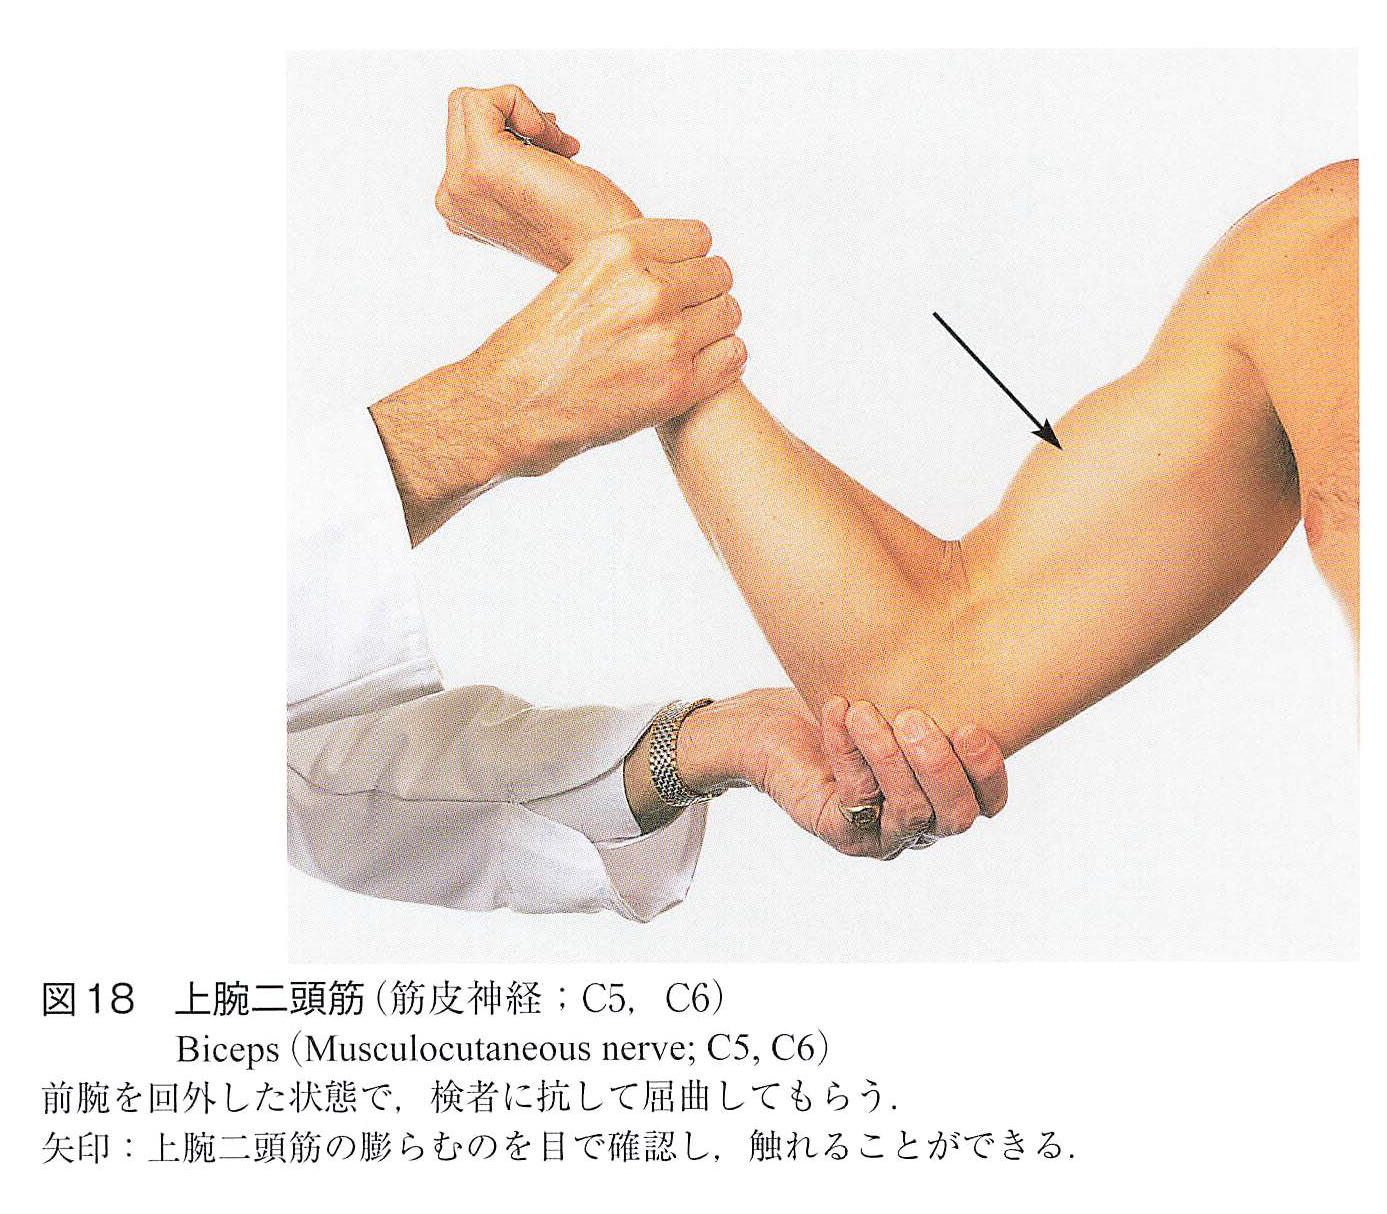 図18 上腕二頭筋（筋皮神経；C5，C6）
Biceps（Musculocutaneous nerve; C5, C6）
前腕を回外した状態で，検者に抗して屈曲してもらう．
矢印：上腕二頭筋の膨らむのを目で確認し，触れることができる．